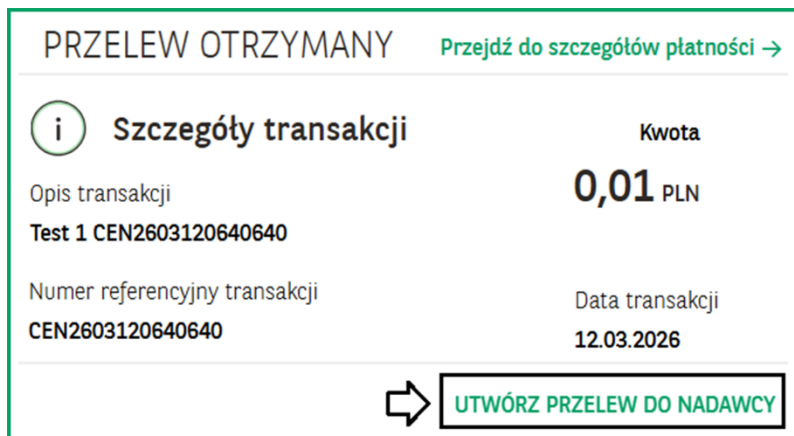 PRZELEW OTRZYMANY
Przejdź do szczegółów płatności →
i Szczegóły transakcji
Kwota
0,01 PLN
Opis transakcji
Test 1 CEN2603120640640
Numer referencyjny transakcji
CEN2603120640640
Data transakcji
12.03.2026
UTWÓRZ PRZELEW DO NADAWCY